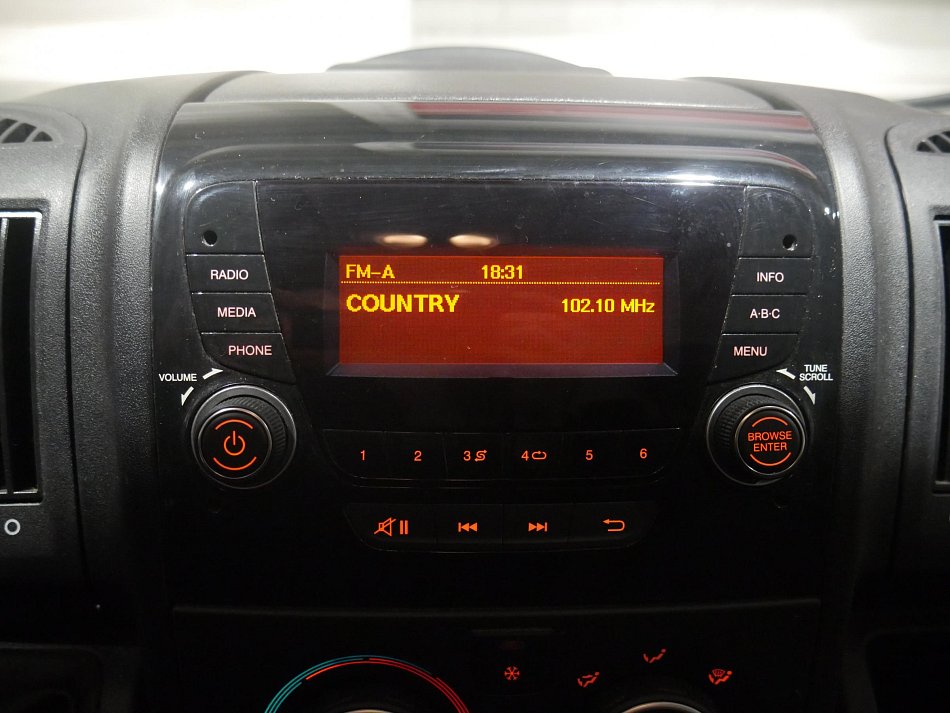 FM-A 18:31
COUNTRY 102.10 MHz
RADIO
MEDIA
PHONE
VOLUME
INFO
A·B·C
MENU
TUNE
SCROLL
BROWSE
ENTER
1 2 3 4 5 6